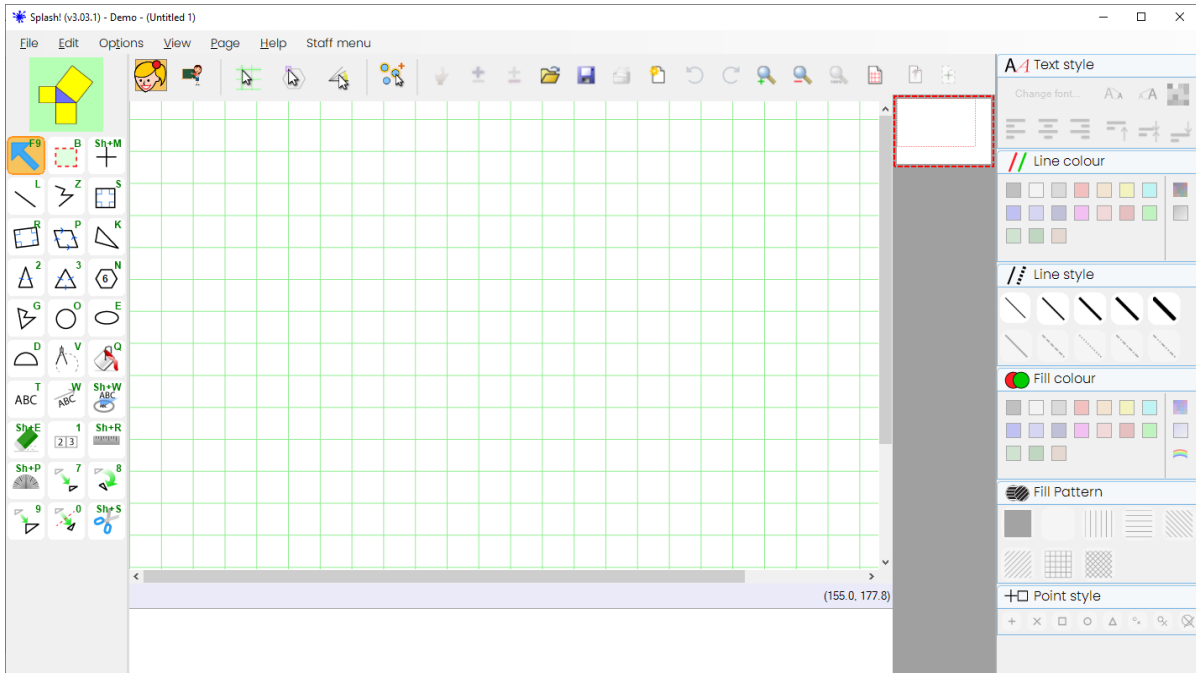 Splash! (v3.03.1) - Demo - (Untitled 1)
File Edit Options View Page Help Staff menu
F9 B Sh+M
L Z S
R P K
2 3 N
6
G O E
D V Q
T W Sh+W
ABC ABC ABC
ABC
Sh+E 1 Sh+R
2 3
Sh+P 7 8
9 0 Sh+S
(155.0, 177.8)
AA Text style
Change font...
Line colour
Line style
Fill colour
Fill Pattern
Point style